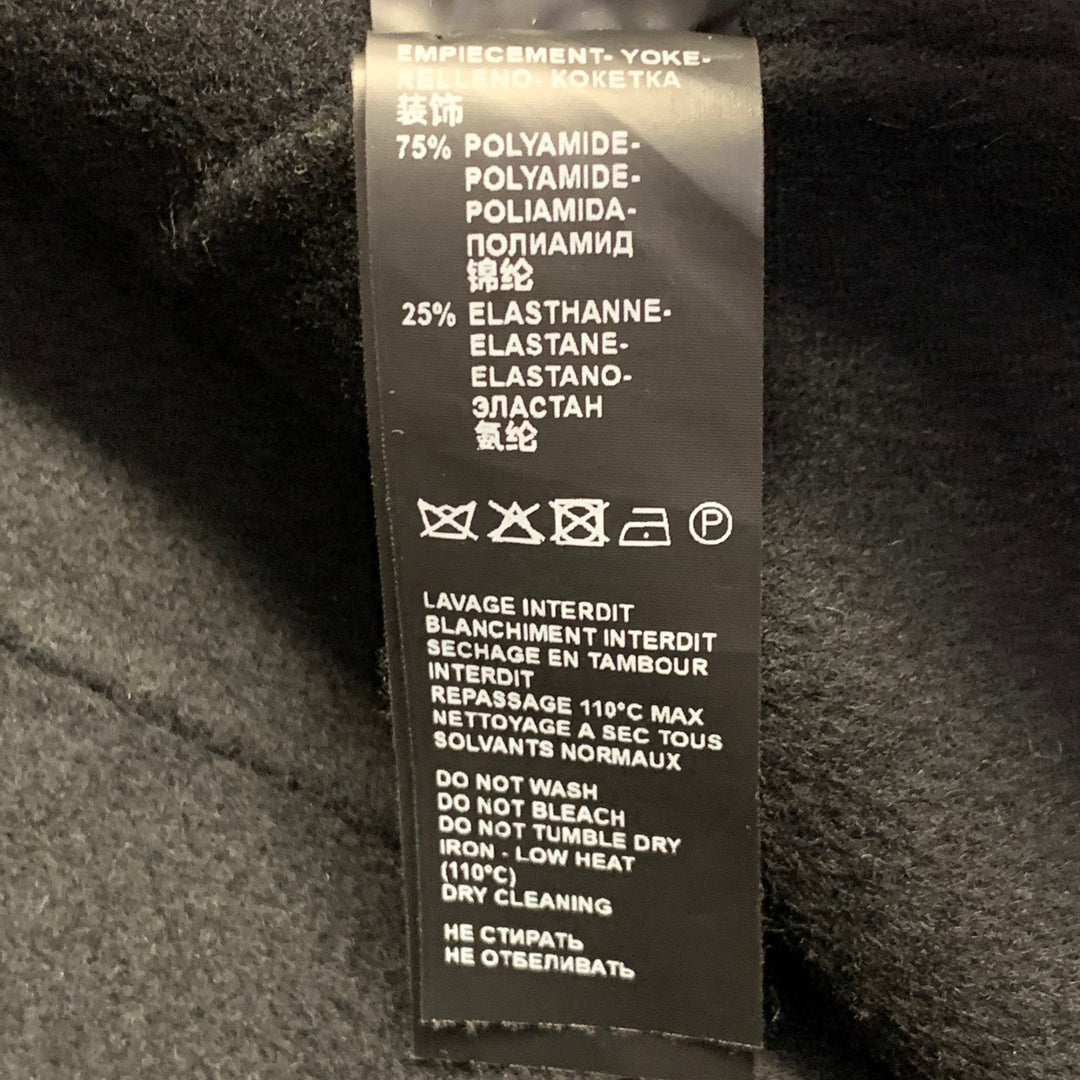 EMPIECEMENT- YOKE-
RELLENO- КОКЕТКА
装饰
75% POLYAMIDE-
POLYAMIDE-
POLIAMIDA-
ПОЛИАМИД
锦纶
25% ELASTHANNE-
ELASTANE-
ELASTANO-
ЭЛАСТАН
氨纶
P
LAVAGE INTERDIT
BLANCHIMENT INTERDIT
SECHAGE EN TAMBOUR
INTERDIT
REPASSAGE 110°C MAX
NETTOYAGE A SEC TOUS
SOLVANTS NORMAUX
DO NOT WASH
DO NOT BLEACH
DO NOT TUMBLE DRY
IRON - LOW HEAT
(110°C)
DRY CLEANING
НЕ СТИРАТЬ
НЕ ОТБЕЛИВАТЬ